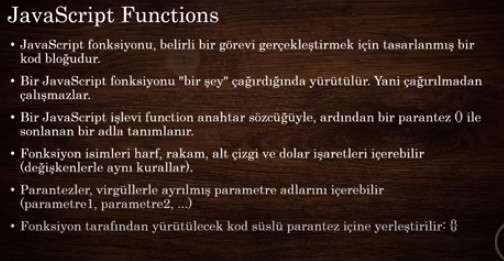 JavaScript Functions
• JavaScript fonksiyonu, belirli bir görevi gerçekleştirmek için tasarlanmış bir
kod bloğudur.
• Bir JavaScript fonksiyonu "bir şey" çağırdığında yürütülür. Yani çağırılmadan
çalışmazlar.
• Bir JavaScript işlevi function anahtar sözcüğüyle, ardından bir parantez () ile
sonlanan bir adla tanımlanır.
• Fonksiyon isimleri harf, rakam, alt çizgi ve dolar işaretleri içerebilir
(değişkenlerle aynı kurallar).
• Parantezler, virgüllerle ayrılmış parametre adlarını içerebilir
(parametre1, parametre2, ...)
• Fonksiyon tarafından yürütülecek kod süslü parantez içine yerleştirilir: {}